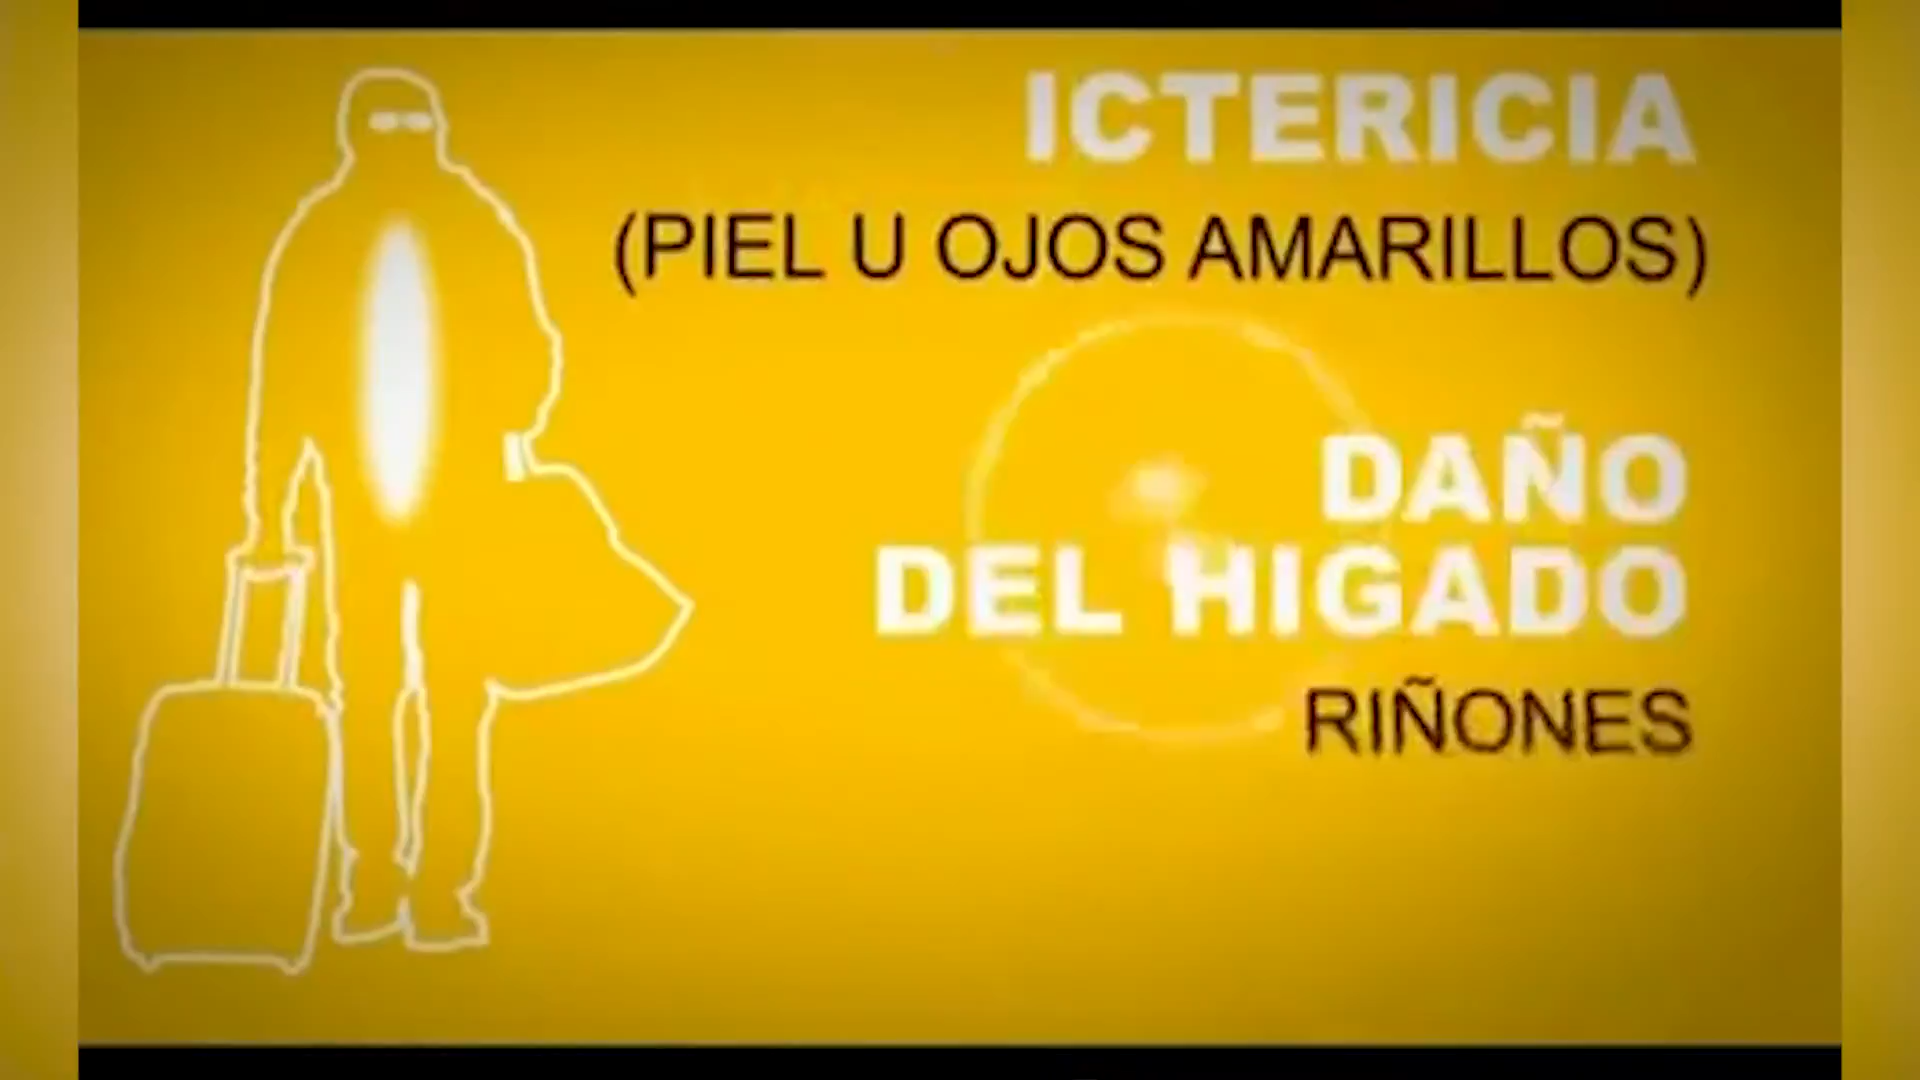 ICTERICIA
(PIEL U OJOS AMARILLOS)
DAÑO
DEL HIGADO
RIÑONES